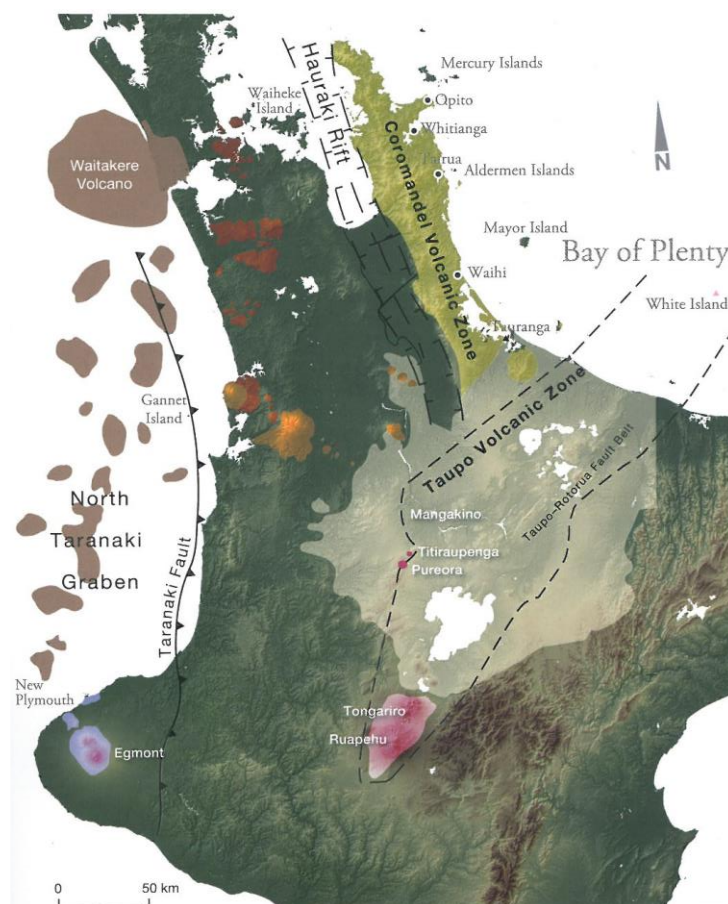 Mercury Islands
Waiheke
Island
Hauraki Rift
Opito
Whitianga
Waitakere
Volcano
Coromandel Volcanic Zone
Aldermen Islands
N
Mayor Island
Bay of Plenty
Waihi
White Island
Tauranga
Gannet
Island
Taupo Volcanic Zone
Taupo-Rotorua Fault Belt
North
Taranaki
Graben
Taranaki Fault
Mangakino
Titiraupenga
Pureora
New
Plymouth
Tongariro
Ruapehu
Egmont
0 50 km